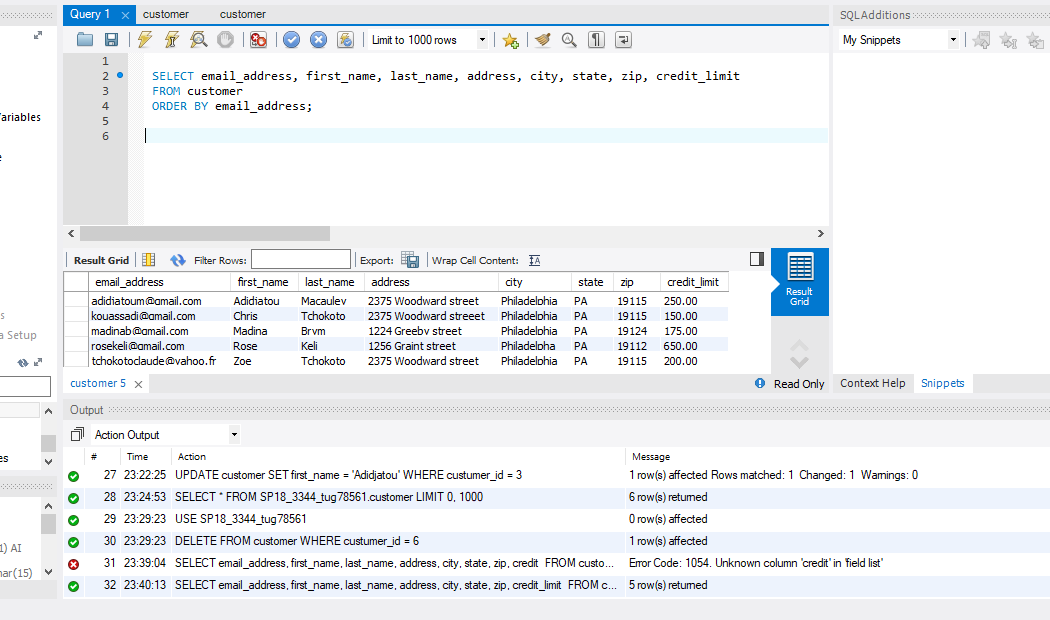 Query 1 customer customer
SQLAdditions
Limit to 1000 rows
My Snippets
1
2 SELECT email_address, first_name, last_name, address, city, state, zip, credit_limit
3 FROM customer
4 ORDER BY email_address;
5
6
ariables
Result Grid Filter Rows: Export: Wrap Cell Content:
email_address first_name last_name address city state zip credit_limit
adidiatoum@gmail.com Adidiatou Macauley 2375 Woodward street Philadelphia PA 19115 250.00
kouassadi@gmail.com Chris Tchokoto 2375 Woodward streeet Philadelphia PA 19115 150.00
madinab@gmail.com Madina Brym 1224 Greeby street Philadelphia PA 19124 175.00
rosekeli@gmail.com Rose Keli 1256 Graint street Philadelpha PA 19112 650.00
tchokotoclaude@yahoo.fr Zoe Tchokoto 2375 Woodward street Philadelphia PA 19115 200.00
Result
Grid
s
a Setup
customer 5
Read Only
Context Help Snippets
Output
Action Output
# Time Action Message
27 23:22:25 UPDATE customer SET first_name = 'Adidjatou' WHERE custumer_id = 3 1 row(s) affected Rows matched: 1 Changed: 1 Warnings: 0
28 23:24:53 SELECT * FROM SP18_3344_tug78561.customer LIMIT 0, 1000 6 row(s) returned
29 23:29:23 USE SP18_3344_tug78561 0 row(s) affected
30 23:29:23 DELETE FROM customer WHERE custumer_id = 6 1 row(s) affected
31 23:39:04 SELECT email_address, first_name, last_name, address, city, state, zip, credit FROM custo... Error Code: 1054. Unknown column 'credit' in 'field list'
32 23:40:13 SELECT email_address, first_name, last_name, address, city, state, zip, credit_limit FROM c... 5 row(s) returned
es
1) AI
har(15)